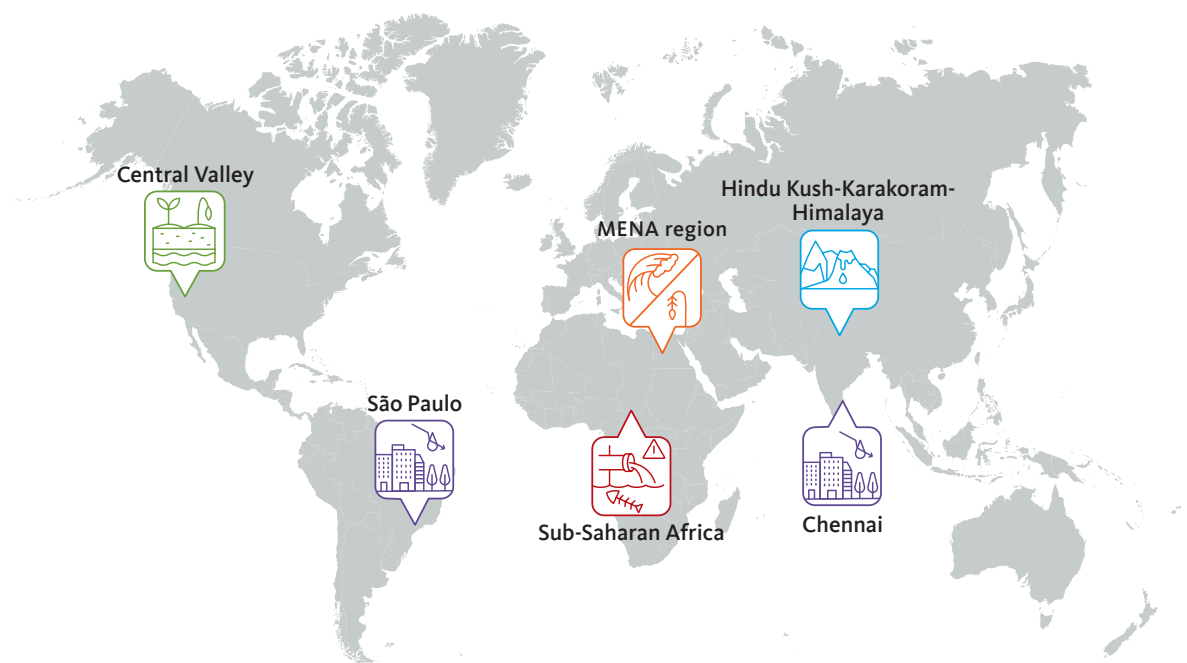 Central Valley
Hindu Kush-Karakoram-
Himalaya
MENA region
São Paulo
Sub-Saharan Africa
Chennai